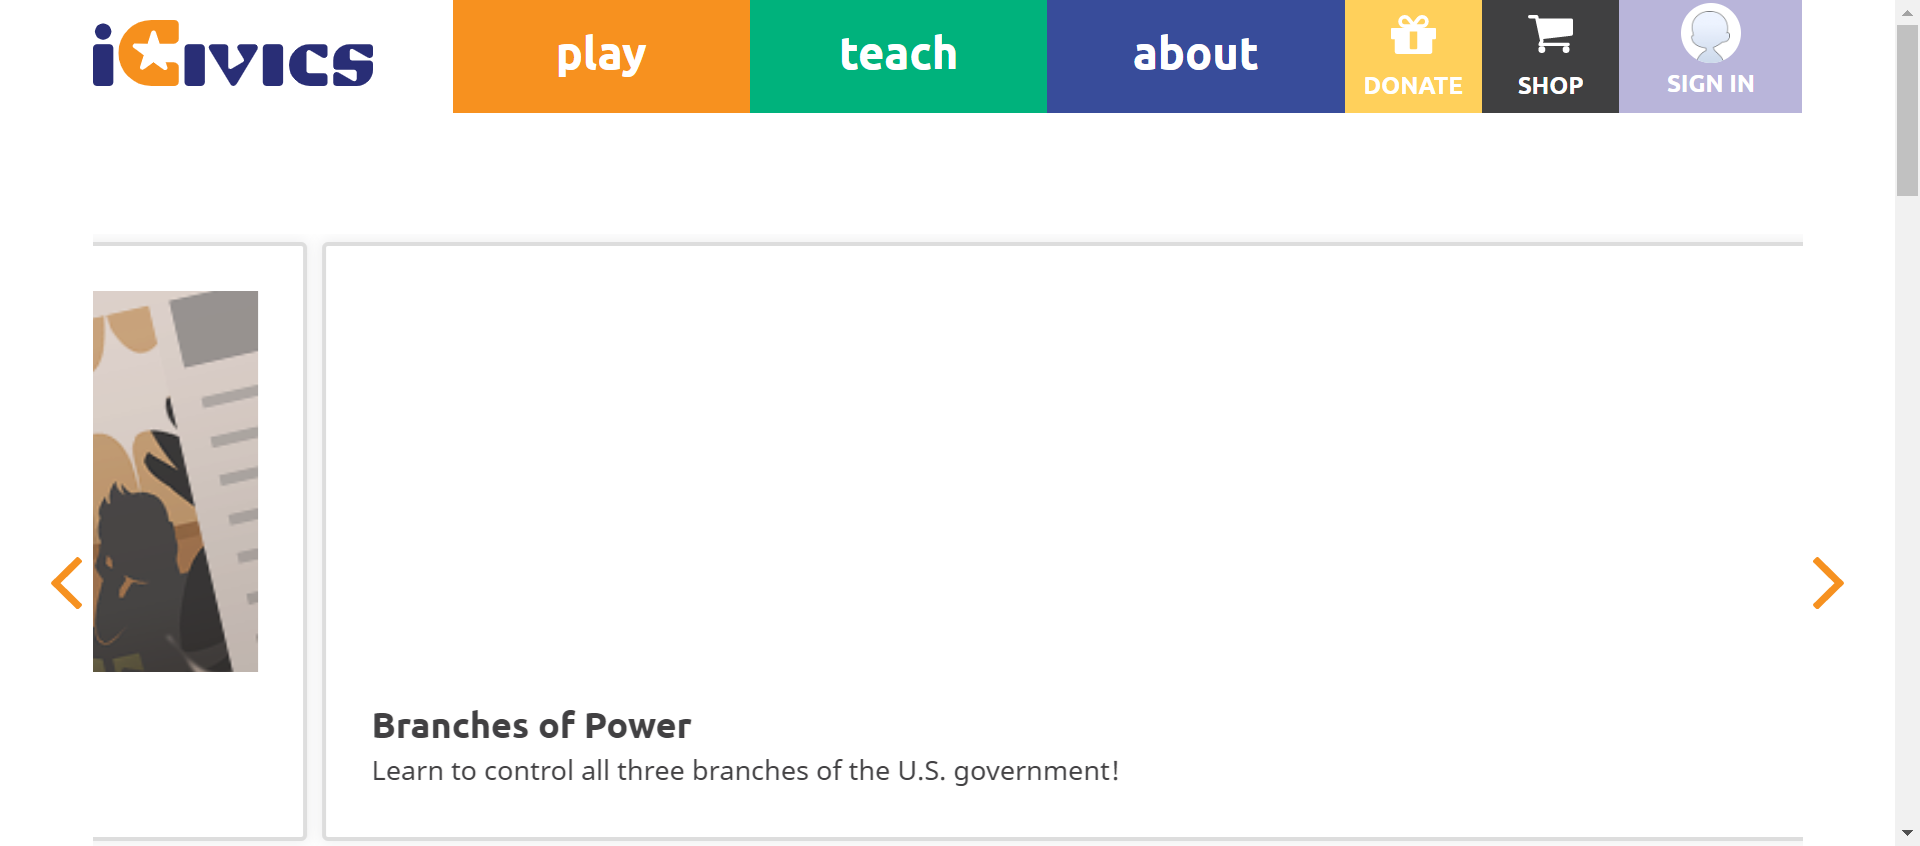 iCivics
play
teach
about
DONATE
SHOP
SIGN IN
Branches of Power
Learn to control all three branches of the U.S. government!